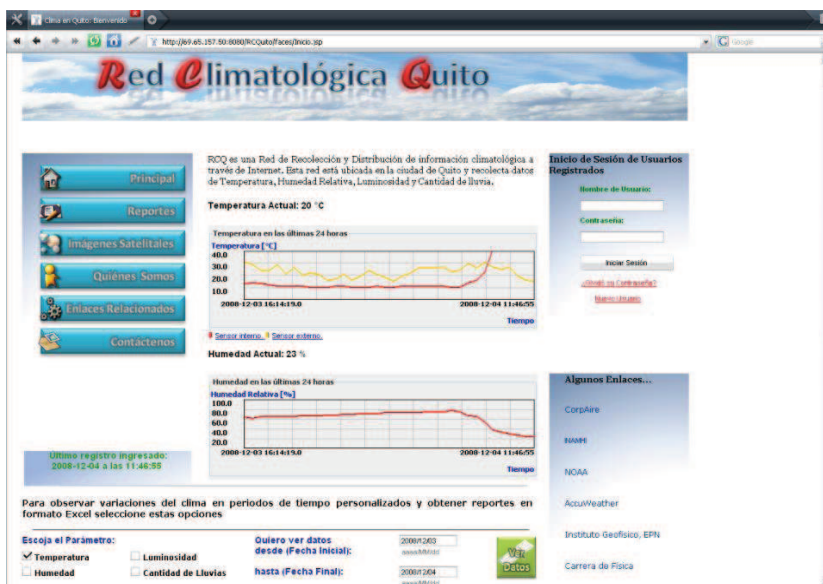 Clima en Quito: Bienvenido
http://69.65.157.50:8080/RCQuito/faces/Inicio.jsp
Google
Red Climatológica Quito
Principal
Reportes
Imágenes Satelitales
Quiénes Somos
Enlaces Relacionados
Contáctenos
Último registro ingresado:
2008-12-04 a las 11:46:55
RCQ es una Red de Recolección y Distribución de información climatológica a
través de Internet. Esta red está ubicada en la ciudad de Quito y recolecta datos
de Temperatura, Humedad Relativa, Luminosidad y Cantidad de lluvia.
Temperatura Actual: 20 °C
Temperatura en las últimas 24 horas
Temperatura [°C]
40.0
30.0
20.0
10.0
2008-12-03 16:14:19.0
2008-12-04 11:46:55
Tiempo
Sensor interno. Sensor externo.
Humedad Actual: 23 %
Humedad en las últimas 24 horas
Humedad Relativa [%]
100.0
80.0
60.0
40.0
20.0
2008-12-03 16:14:19.0
2008-12-04 11:46:55
Tiempo
Inicio de Sesión de Usuarios
Registrados
Nombre de Usuario:
Contraseña:
Iniciar Sesión
¿Olvidó su Contraseña?
Nuevo Usuario
Algunos Enlaces...
CorpAire
INAMHI
NOAA
AccuWeather
Instituto Geofísico, EPN
Carrera de Física
Para observar variaciones del clima en periodos de tiempo personalizados y obtener reportes en
formato Excel seleccione estas opciones
Escoja el Parámetro:
Temperatura
Luminosidad
Humedad
Cantidad de Lluvias
Quiero ver datos
desde (Fecha Inicial):
2008/12/03
hasta (Fecha Final):
2008/12/04
Ver
Datos